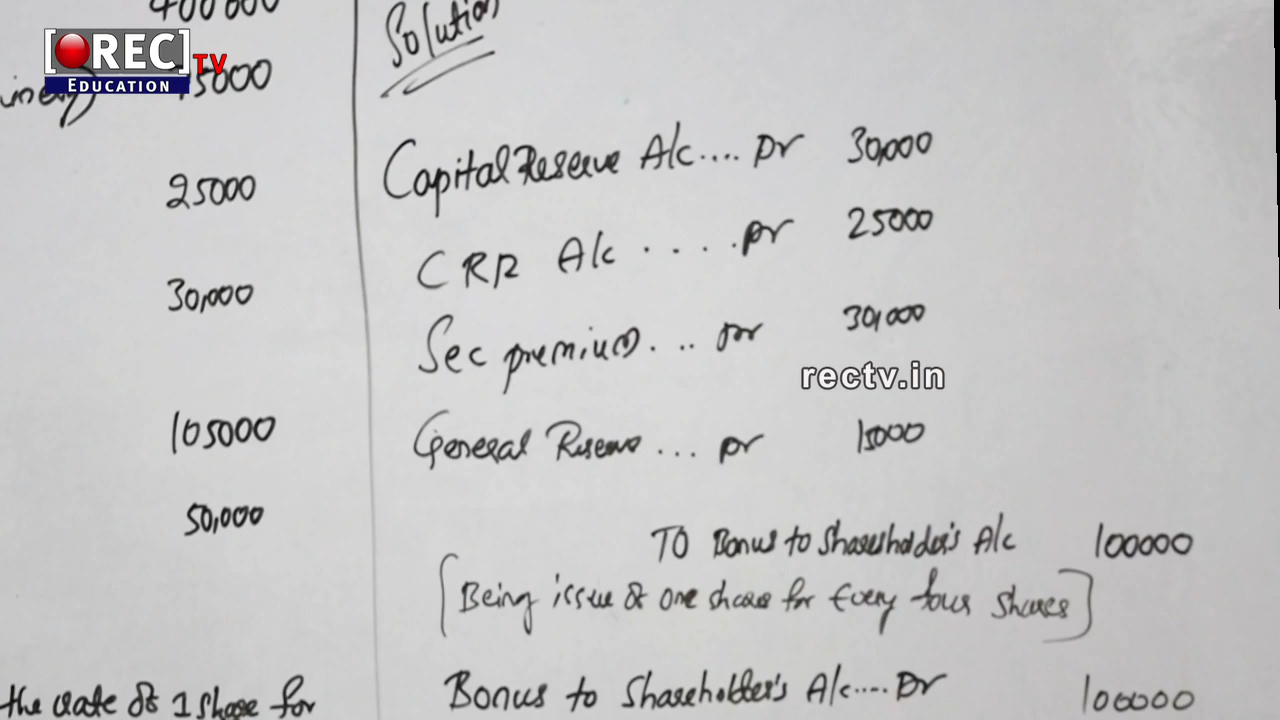 400000
[REC] TV
EDUCATION
75000
25000
30,000
105000
50,000
the rate of 1 share for
Solution
Capital Reserve A/c.... Dr 30,000
CRR A/c ..... Dr 25000
Sec premium... Dr 30,000
rectv.in
General Reserve ... Dr 15000
TO Bonus to Shareholder's A/c 100000
[Being issue of one share for Every four shares]
Bonus to Shareholder's A/c.... Dr 100000